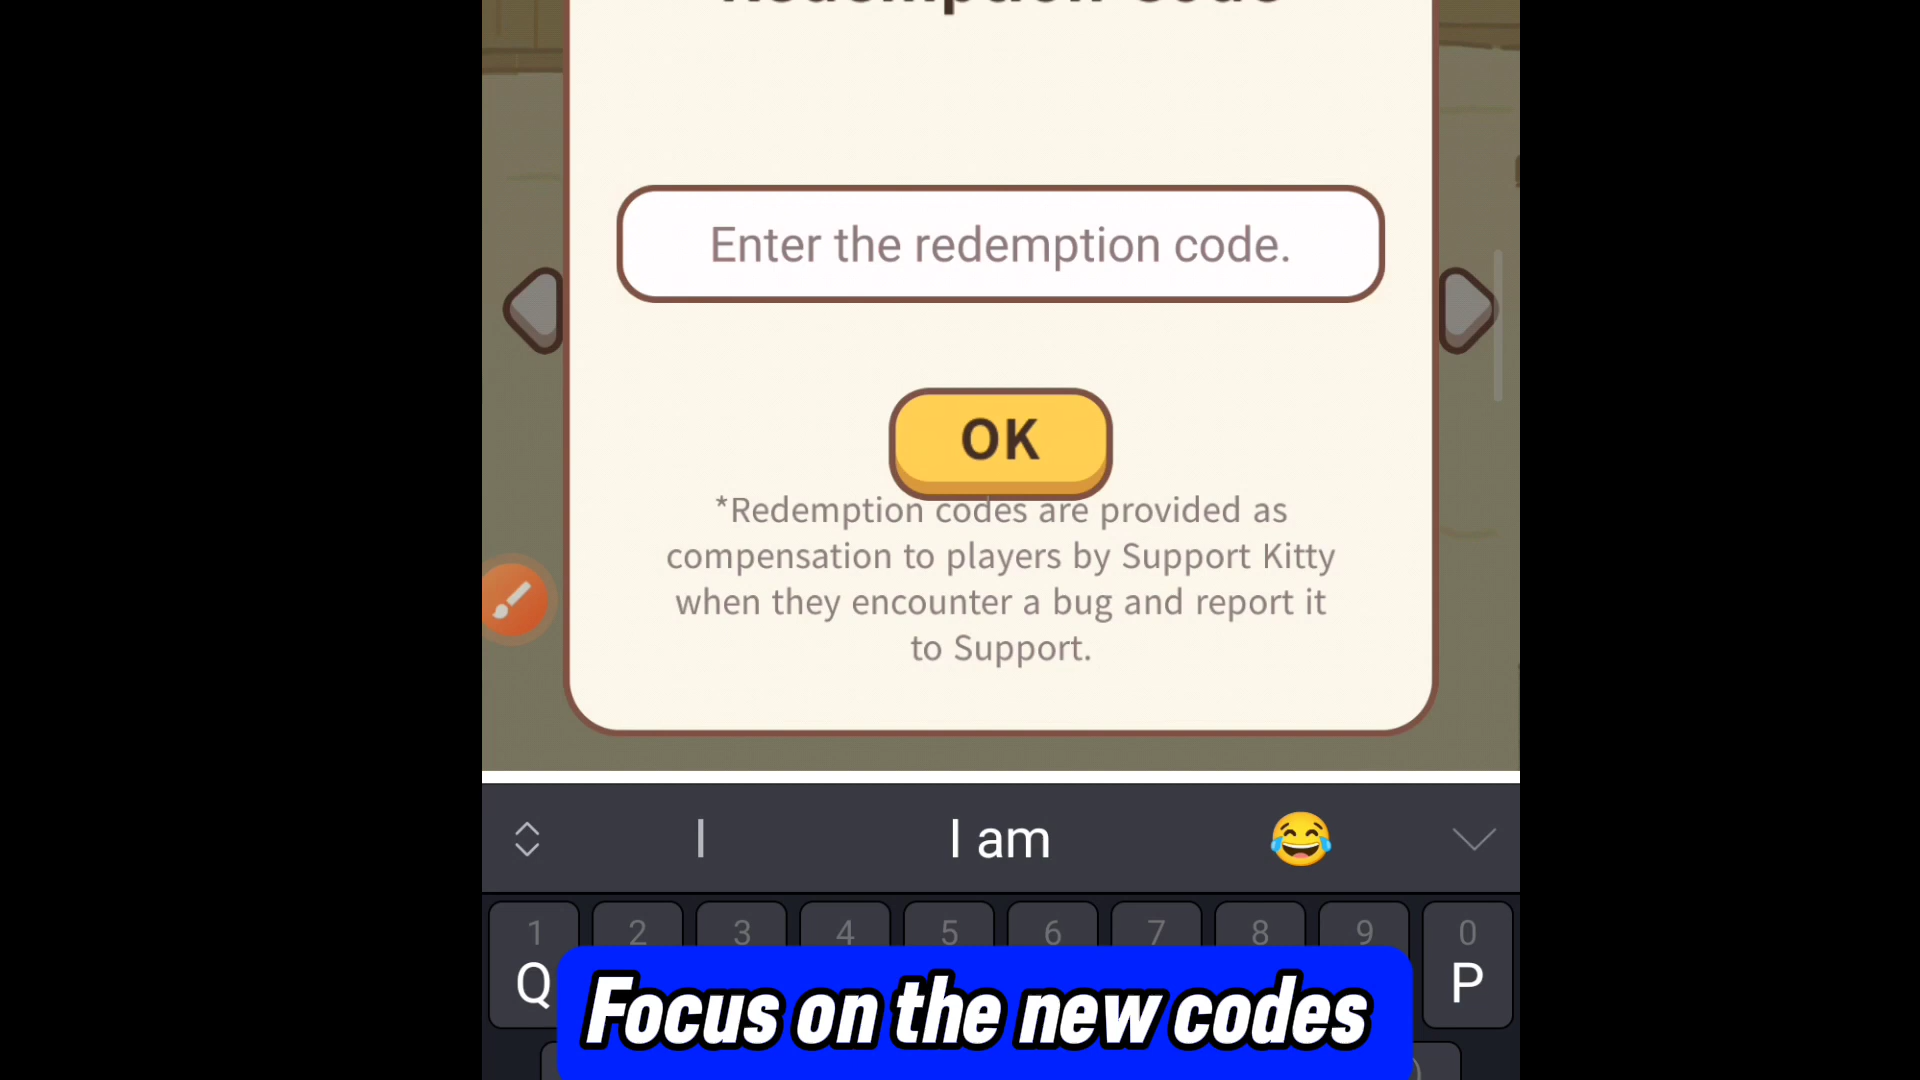 Redemption Code
Enter the redemption code.
OK
*Redemption codes are provided as
compensation to players by Support Kitty
when they encounter a bug and report it
to Support.
I I am 😂
1 2 3 4 5 6 7 8 9 0
Q P
Focus on the new codes